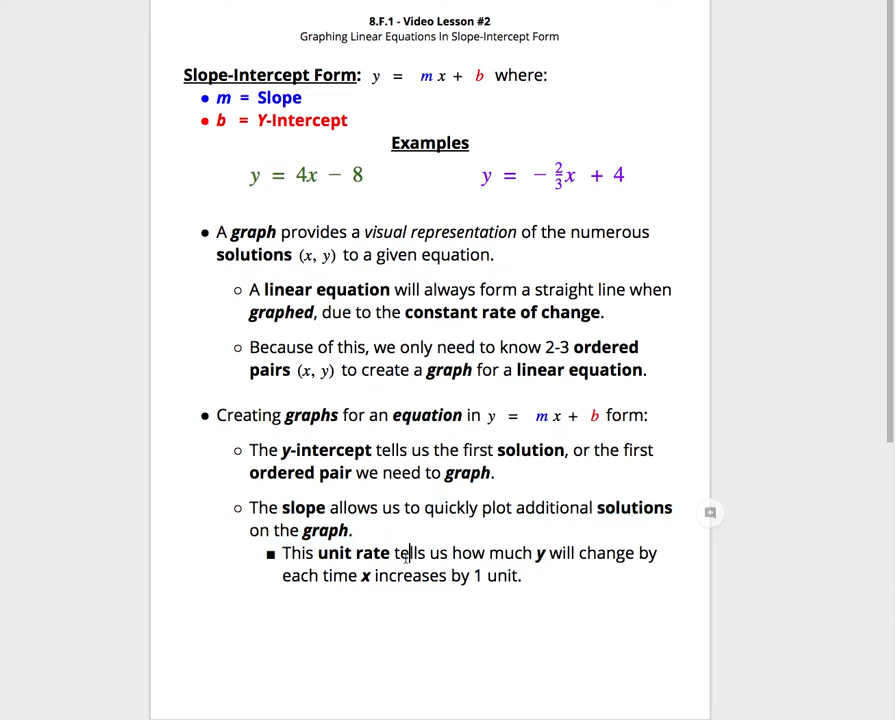 8.F.1 - Video Lesson #2
Graphing Linear Equations In Slope-Intercept Form
Slope-Intercept Form: y = m x + b where:
● m = Slope
● b = Y-Intercept
Examples
y = 4x − 8 y = − 2/3 x + 4
● A graph provides a visual representation of the numerous
solutions (x, y) to a given equation.
○ A linear equation will always form a straight line when
graphed, due to the constant rate of change.
○ Because of this, we only need to know 2-3 ordered
pairs (x, y) to create a graph for a linear equation.
● Creating graphs for an equation in y = m x + b form:
○ The y-intercept tells us the first solution, or the first
ordered pair we need to graph.
○ The slope allows us to quickly plot additional solutions
on the graph.
■ This unit rate tells us how much y will change by
each time x increases by 1 unit.